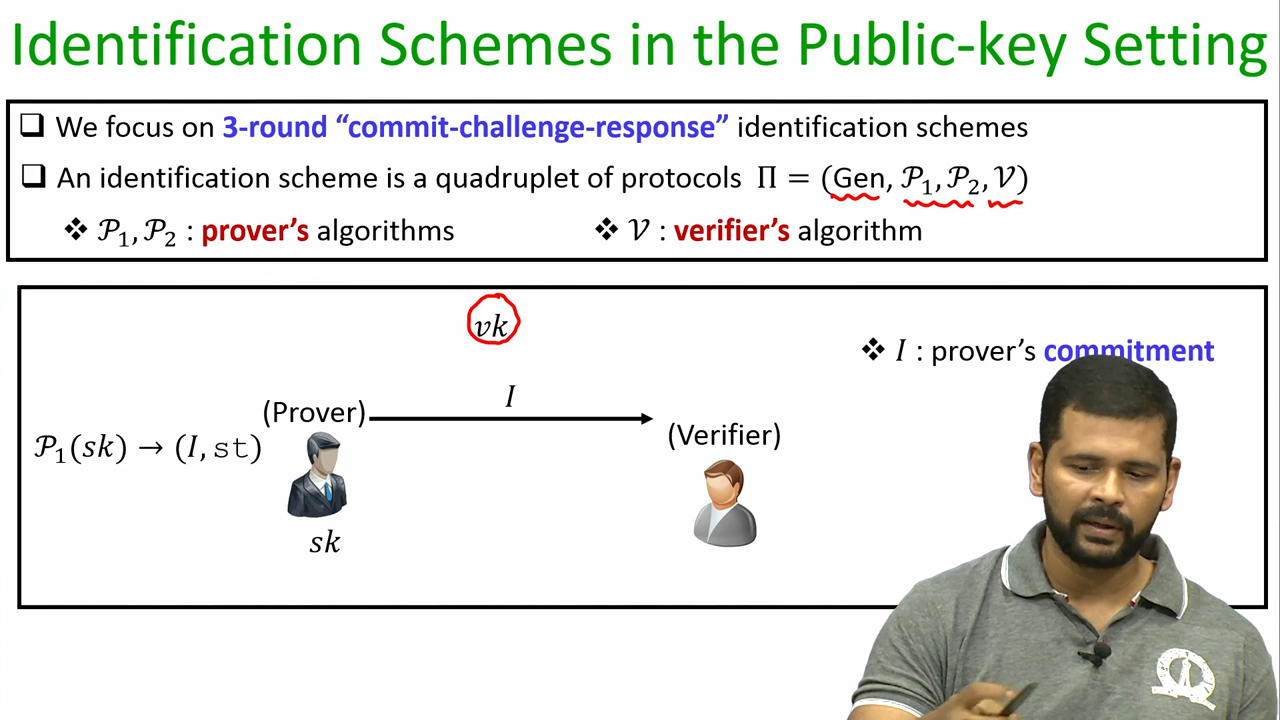 Identification Schemes in the Public-key Setting
❑ We focus on 3-round “commit-challenge-response” identification schemes
❑ An identification scheme is a quadruplet of protocols Π = (Gen, 𝒫₁, 𝒫₂, 𝒱)
❖ 𝒫₁, 𝒫₂ : prover’s algorithms
❖ 𝒱 : verifier’s algorithm
vk
❖ I : prover’s commitment
I
(Prover)
(Verifier)
𝒫₁(sk) → (I, st)
sk